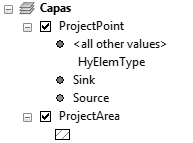 Capas
ProjectPoint
<all other values>
HyElemType
Sink
Source
ProjectArea